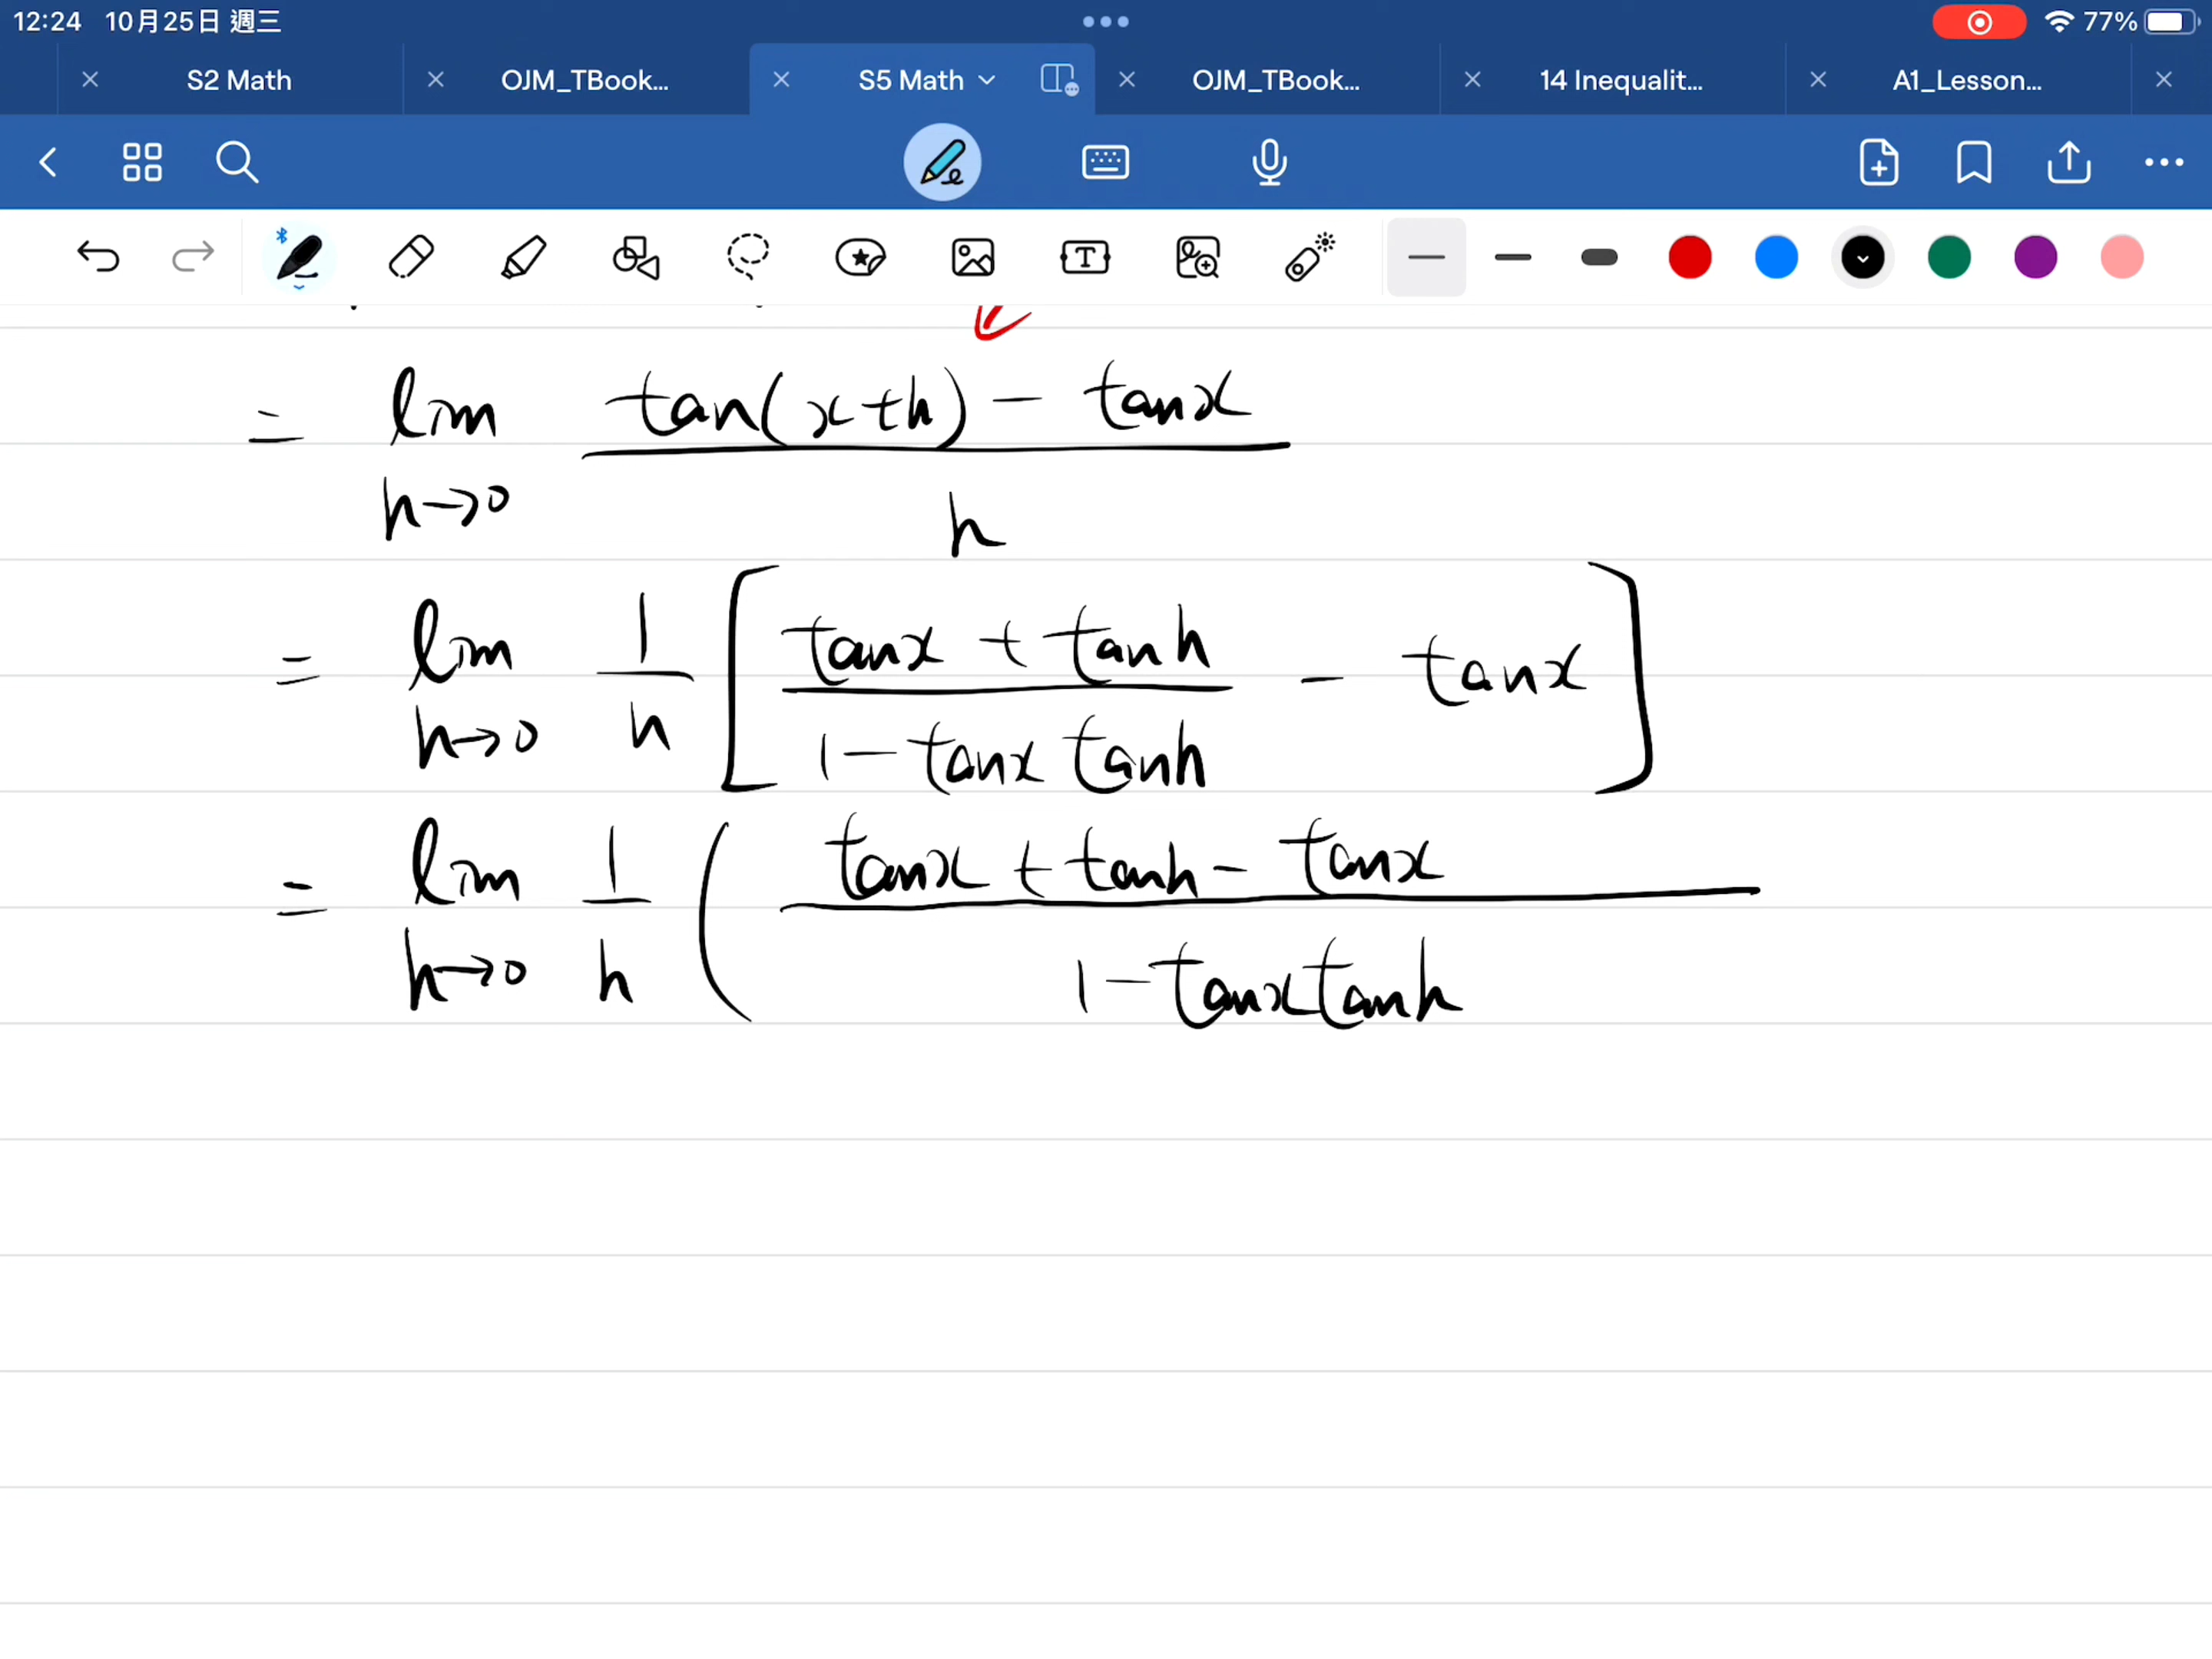 12:24 10月25日 週三 77%
S2 Math OJM_TBook... S5 Math OJM_TBook... 14 Inequalit... A1_Lesson...
= lim tan(x+h) - tanx
h→0 h
= lim 1 [ tanx + tanh - tanx ]
h→0 h 1 - tanx tanh
= lim 1 ( tanx + tanh - tanx
h→0 h 1 - tanx tanh